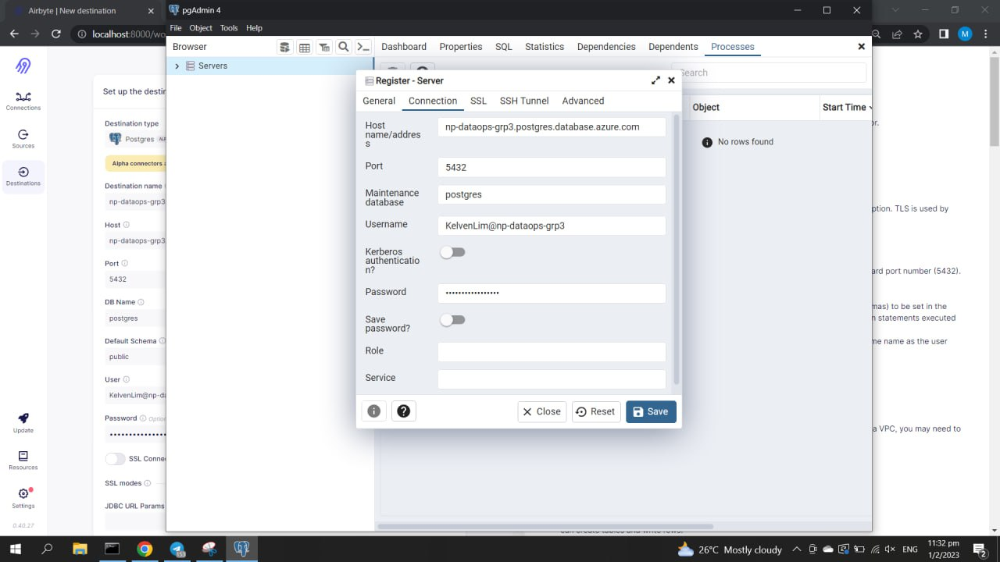 Airbyte | New destination
pgAdmin 4
localhost:8080/wo
M
File Object Tools Help
Browser
Dashboard Properties SQL Statistics Dependencies Dependents Processes
Servers
Search
Object
Start Time
No rows found
Connections
Sources
Destinations
Update
Resources
Settings
0.40.27
Set up the destin
Destination type
Postgres
Alpha connectors a
Destination name
np-dataops-grp3
Host
np-dataops-grp3
Port
5432
DB Name
postgres
Default Schema
public
User
KelvenLim@np-da
Password Option
SSL Conne
SSL modes
JDBC URL Params
Register - Server
General Connection SSL SSH Tunnel Advanced
Host name/addres
s
np-dataops-grp3.postgres.database.azure.com
Port
5432
Maintenance
database
postgres
Username
KelvenLim@np-dataops-grp3
Kerberos
authenticatio
n?
Password
•••••••••••••••••
Save
password?
Role
Service
Close
Reset
Save
or.
ption. TLS is used by
ard port number (5432).
mas) to be set in the
n statements executed
me name as the user
a VPC, you may need to
can create tables and write rows.
26°C Mostly cloudy
ENG
11:32 pm
1/2/2023
2